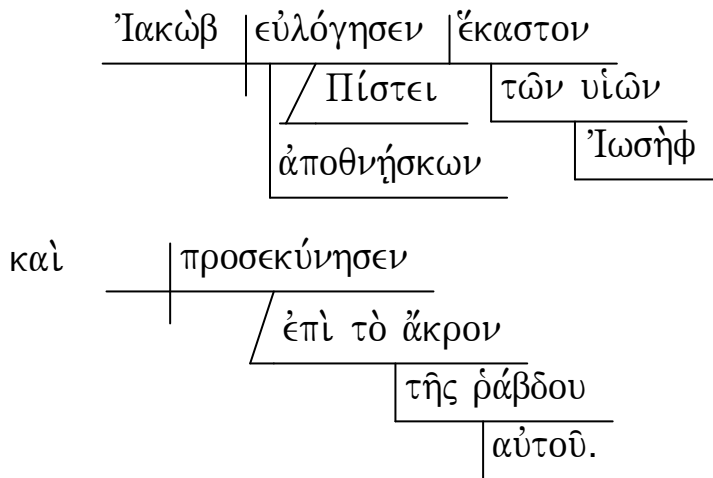 Ἰακὼβ εὐλόγησεν ἕκαστον
Πίστει τῶν υἱῶν
ἀποθνῄσκων Ἰωσὴφ
καὶ προσεκύνησεν
ἐπὶ τὸ ἄκρον
τῆς ῥάβδου
αὐτοῦ.